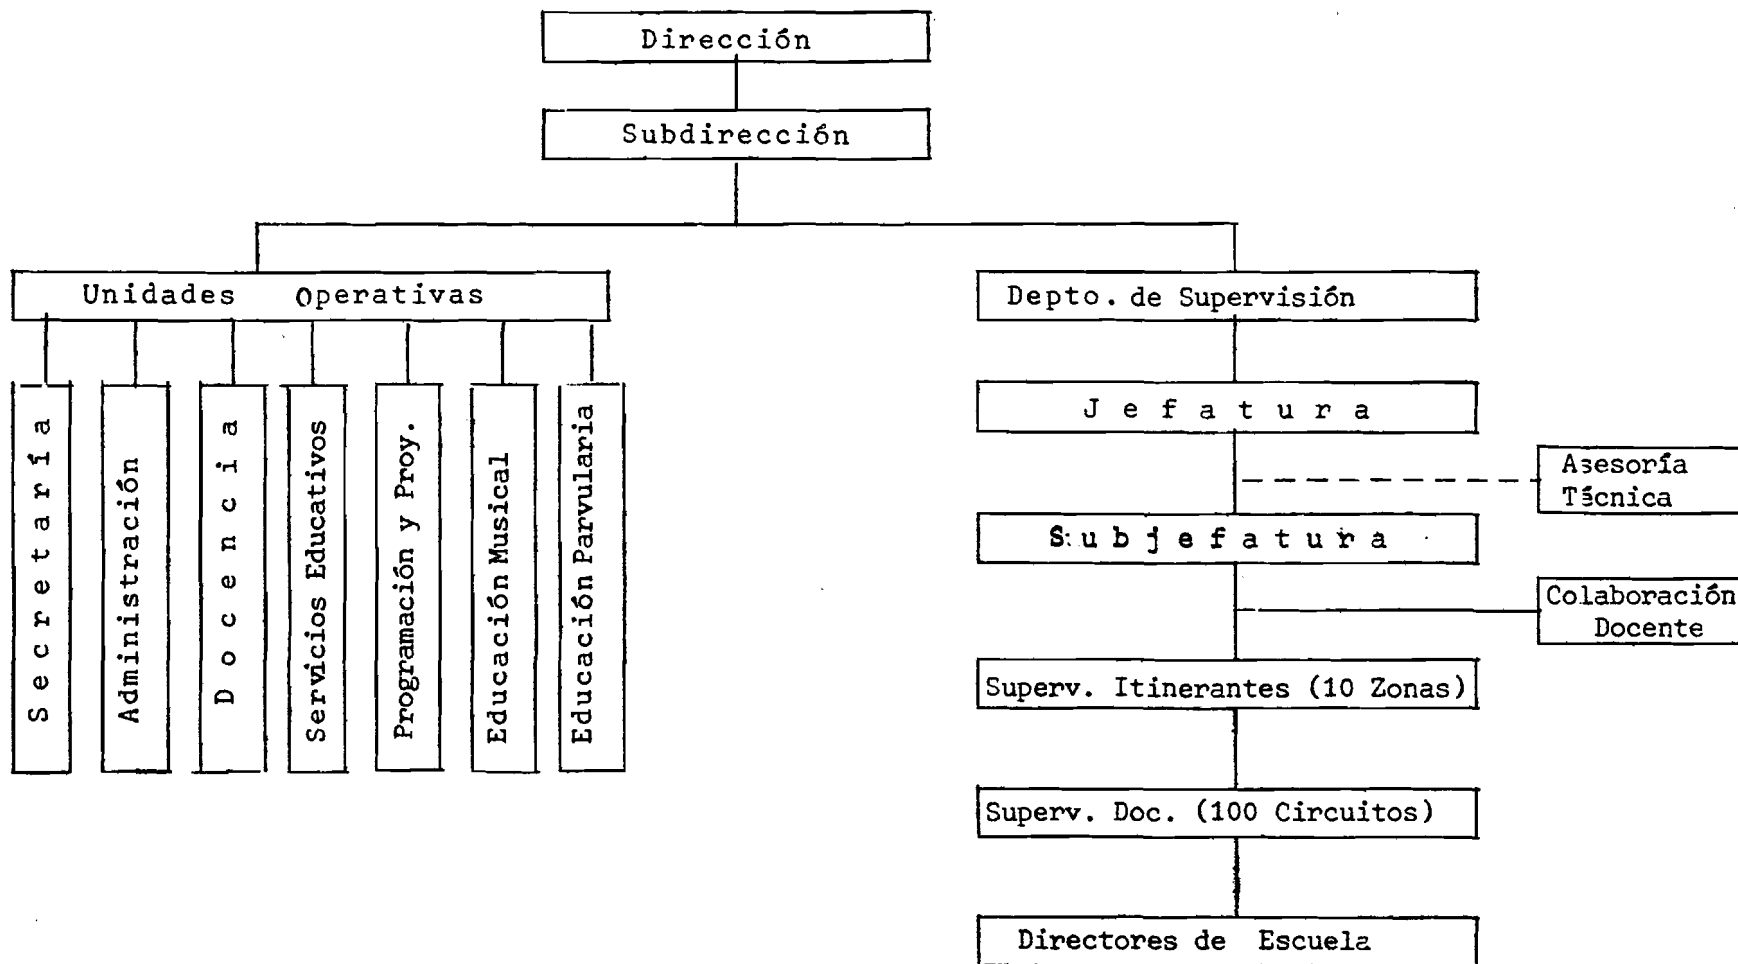 Dirección
Subdirección
Unidades Operativas
Secretaría
Administración
Docencia
Servicios Educativos
Programación y Proy.
Educación Musical
Educación Parvularia
Depto. de Supervisión
Jefatura
Asesoría
Técnica
Subjefatura
Colaboración
Docente
Superv. Itinerantes (10 Zonas)
Superv. Doc. (100 Circuitos)
Directores de Escuela